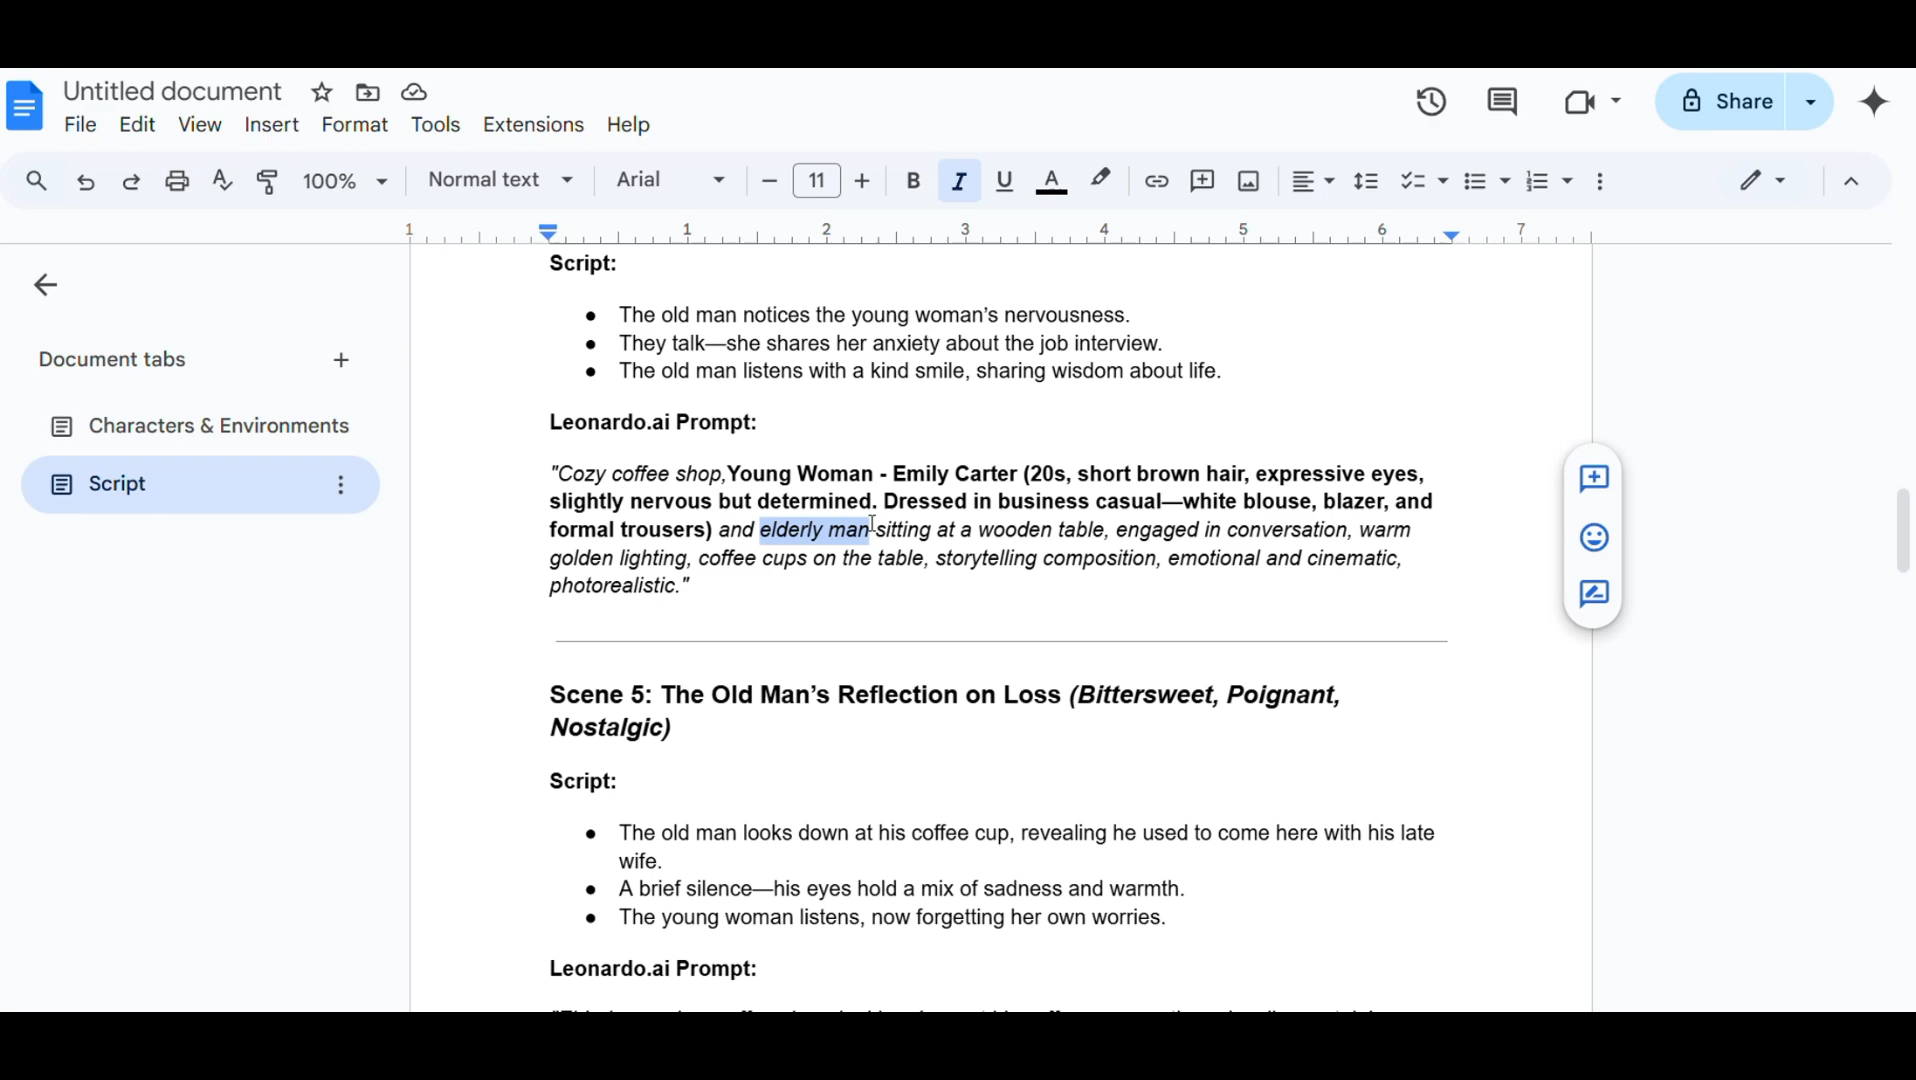 Untitled document
File Edit View Insert Format Tools Extensions Help
Share
100% Normal text Arial 11 B I U A
1 1 2 3 4 5 6 7
Document tabs
Characters & Environments
Script
Script:
● The old man notices the young woman’s nervousness.
● They talk—she shares her anxiety about the job interview.
● The old man listens with a kind smile, sharing wisdom about life.
Leonardo.ai Prompt:
"Cozy coffee shop,Young Woman - Emily Carter (20s, short brown hair, expressive eyes,
slightly nervous but determined. Dressed in business casual—white blouse, blazer, and
formal trousers) and elderly man sitting at a wooden table, engaged in conversation, warm
golden lighting, coffee cups on the table, storytelling composition, emotional and cinematic,
photorealistic."
Scene 5: The Old Man’s Reflection on Loss (Bittersweet, Poignant,
Nostalgic)
Script:
● The old man looks down at his coffee cup, revealing he used to come here with his late
wife.
● A brief silence—his eyes hold a mix of sadness and warmth.
● The young woman listens, now forgetting her own worries.
Leonardo.ai Prompt: